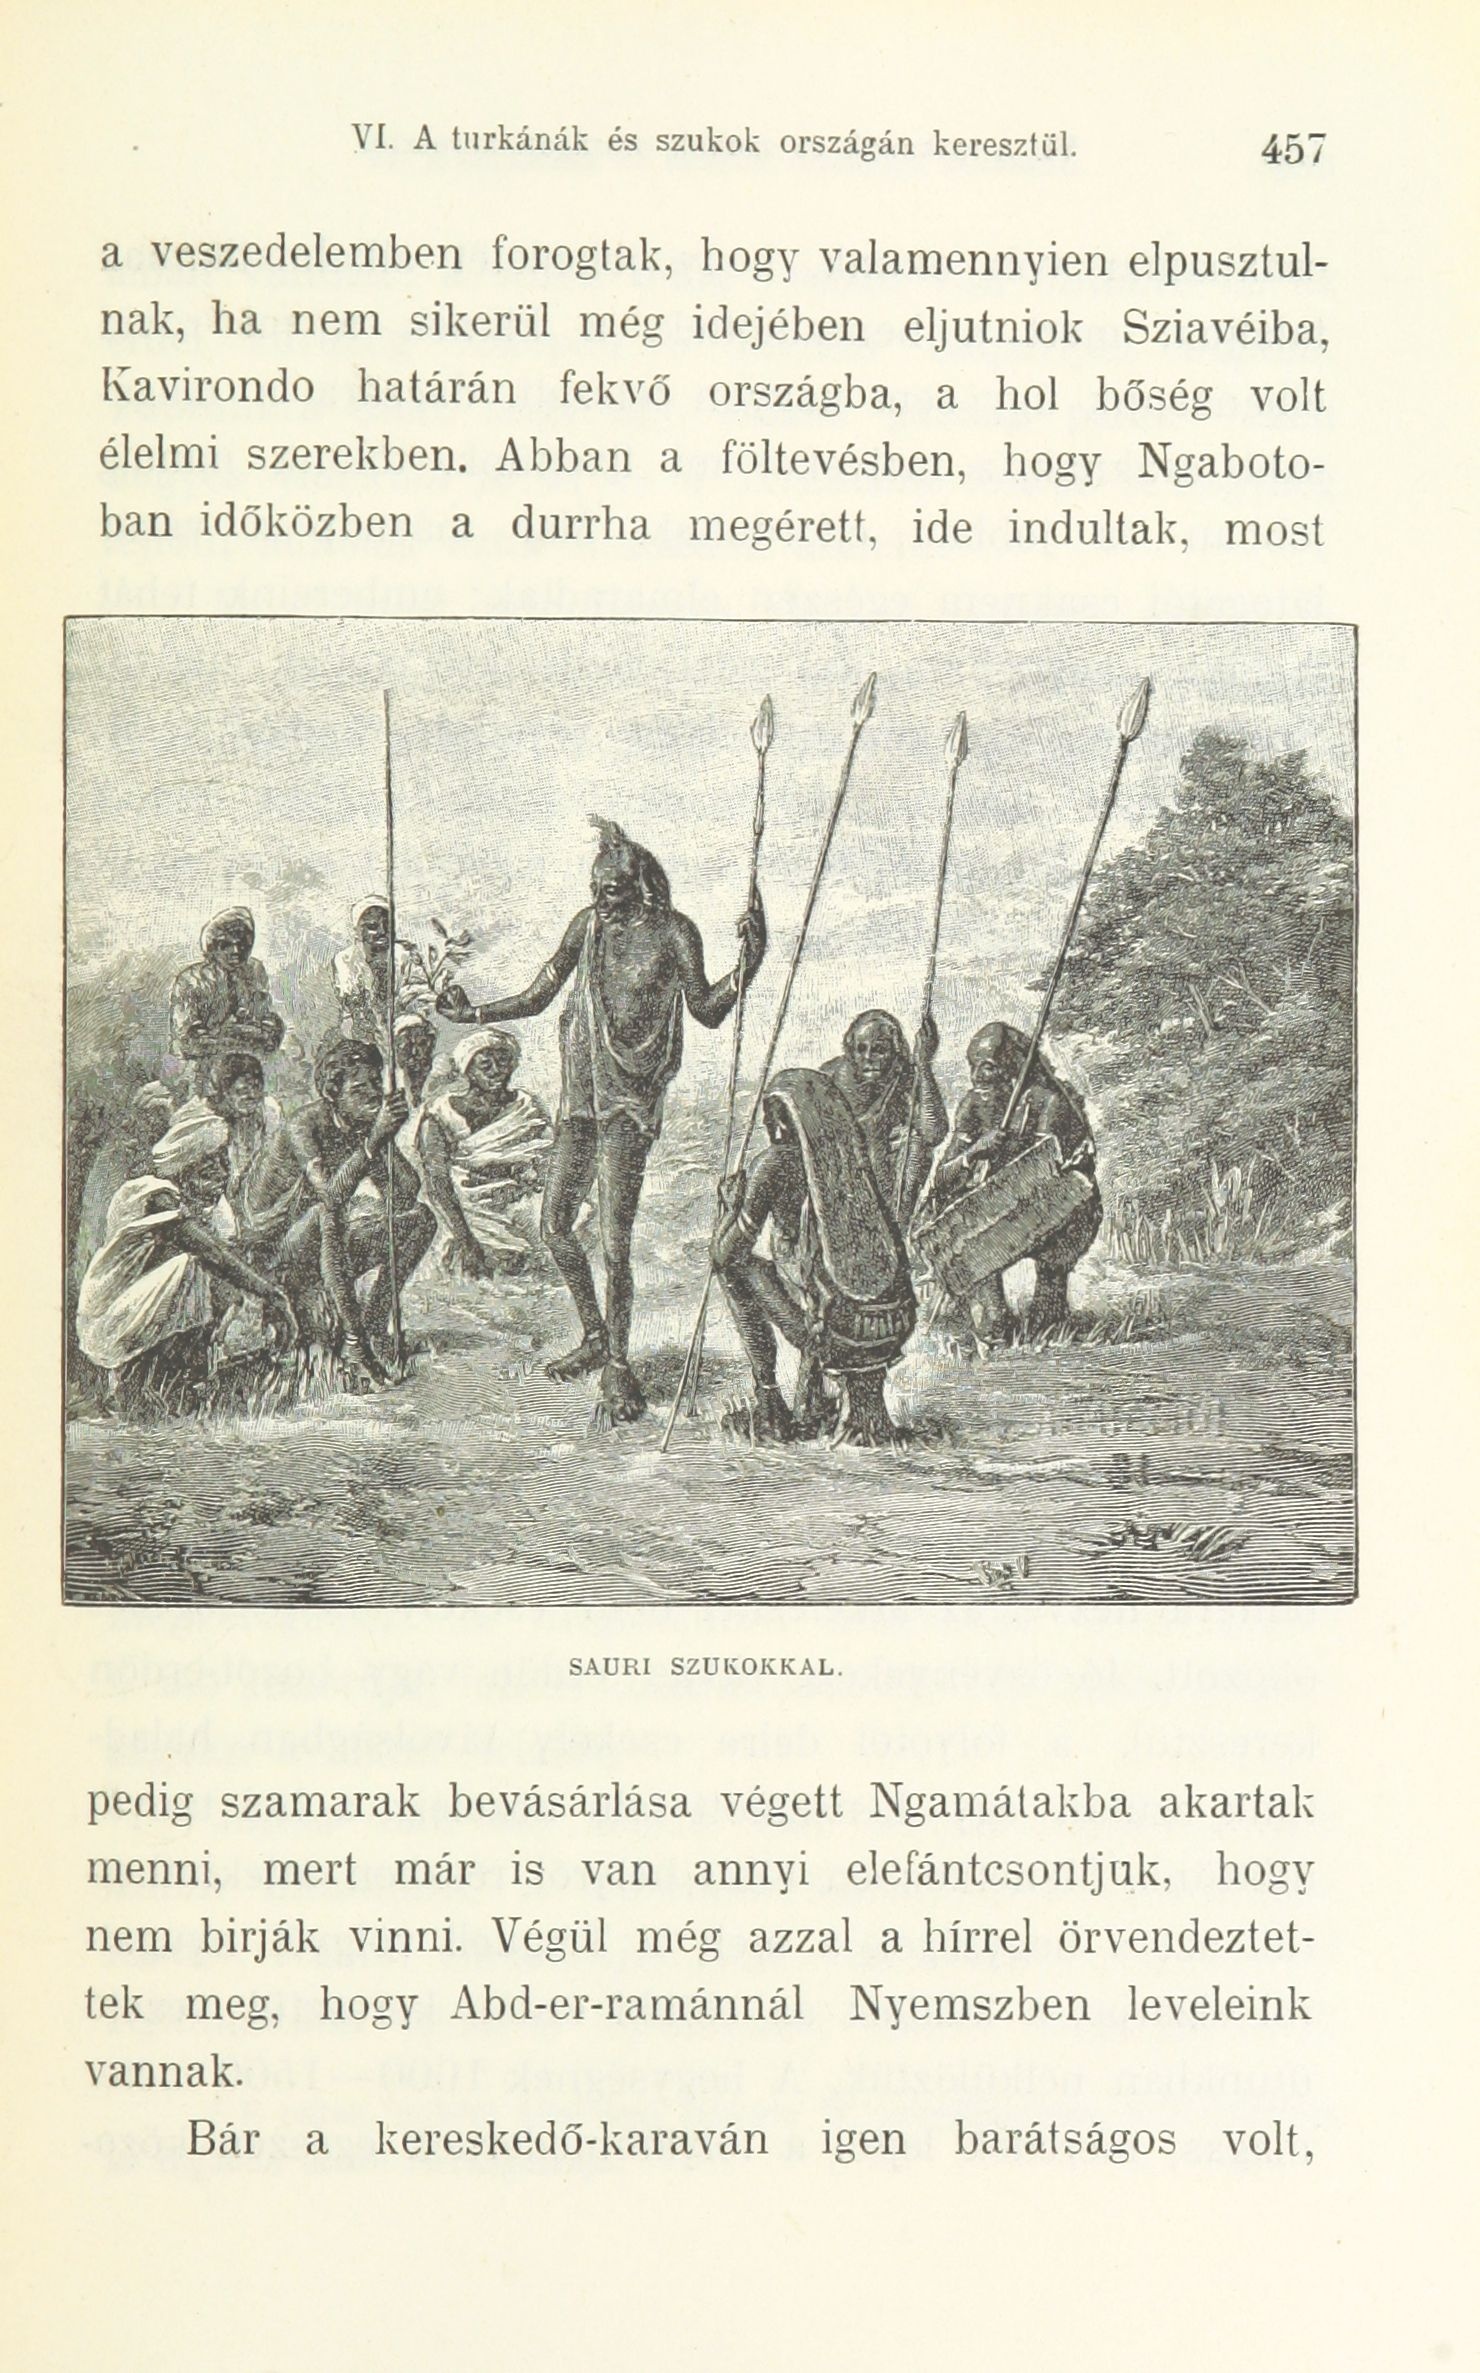 VI. A turkánák és szukok országán keresztül. 457
a veszedelemben forogtak, hogy valamennyien elpusztul-
nak, ha nem sikerül még idejében eljutniok Sziavéiba,
Kavirondo határán fekvő országba, a hol bőség volt
élelmi szerekben. Abban a föltevésben, hogy Ngaboto-
ban időközben a durrha megérett, ide indultak, most
SAURI SZUKOKKAL.
pedig szamarak bevásárlása végett Ngamátakba akartak
menni, mert már is van annyi elefántcsontjuk, hogy
nem birják vinni. Végül még azzal a hírrel örvendeztet-
tek meg, hogy Abd-er-ramánnál Nyemszben leveleink
vannak.
Bár a kereskedő-karaván igen barátságos volt,